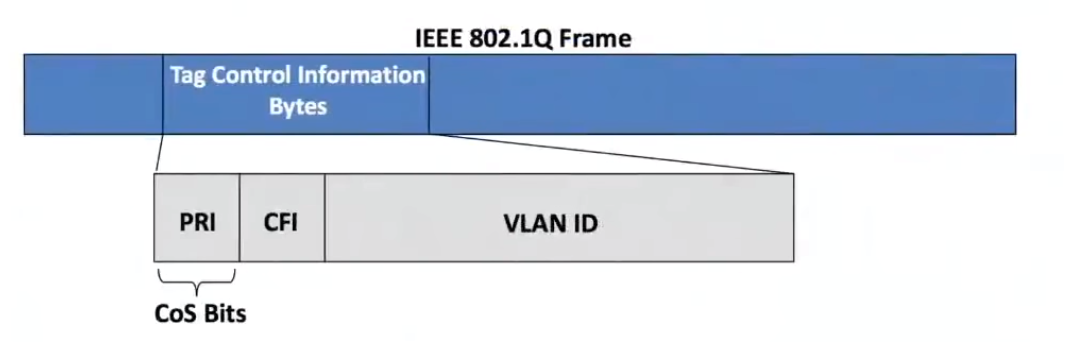 IEEE 802.1Q Frame
Tag Control Information
Bytes
PRI
CFI
VLAN ID
CoS Bits